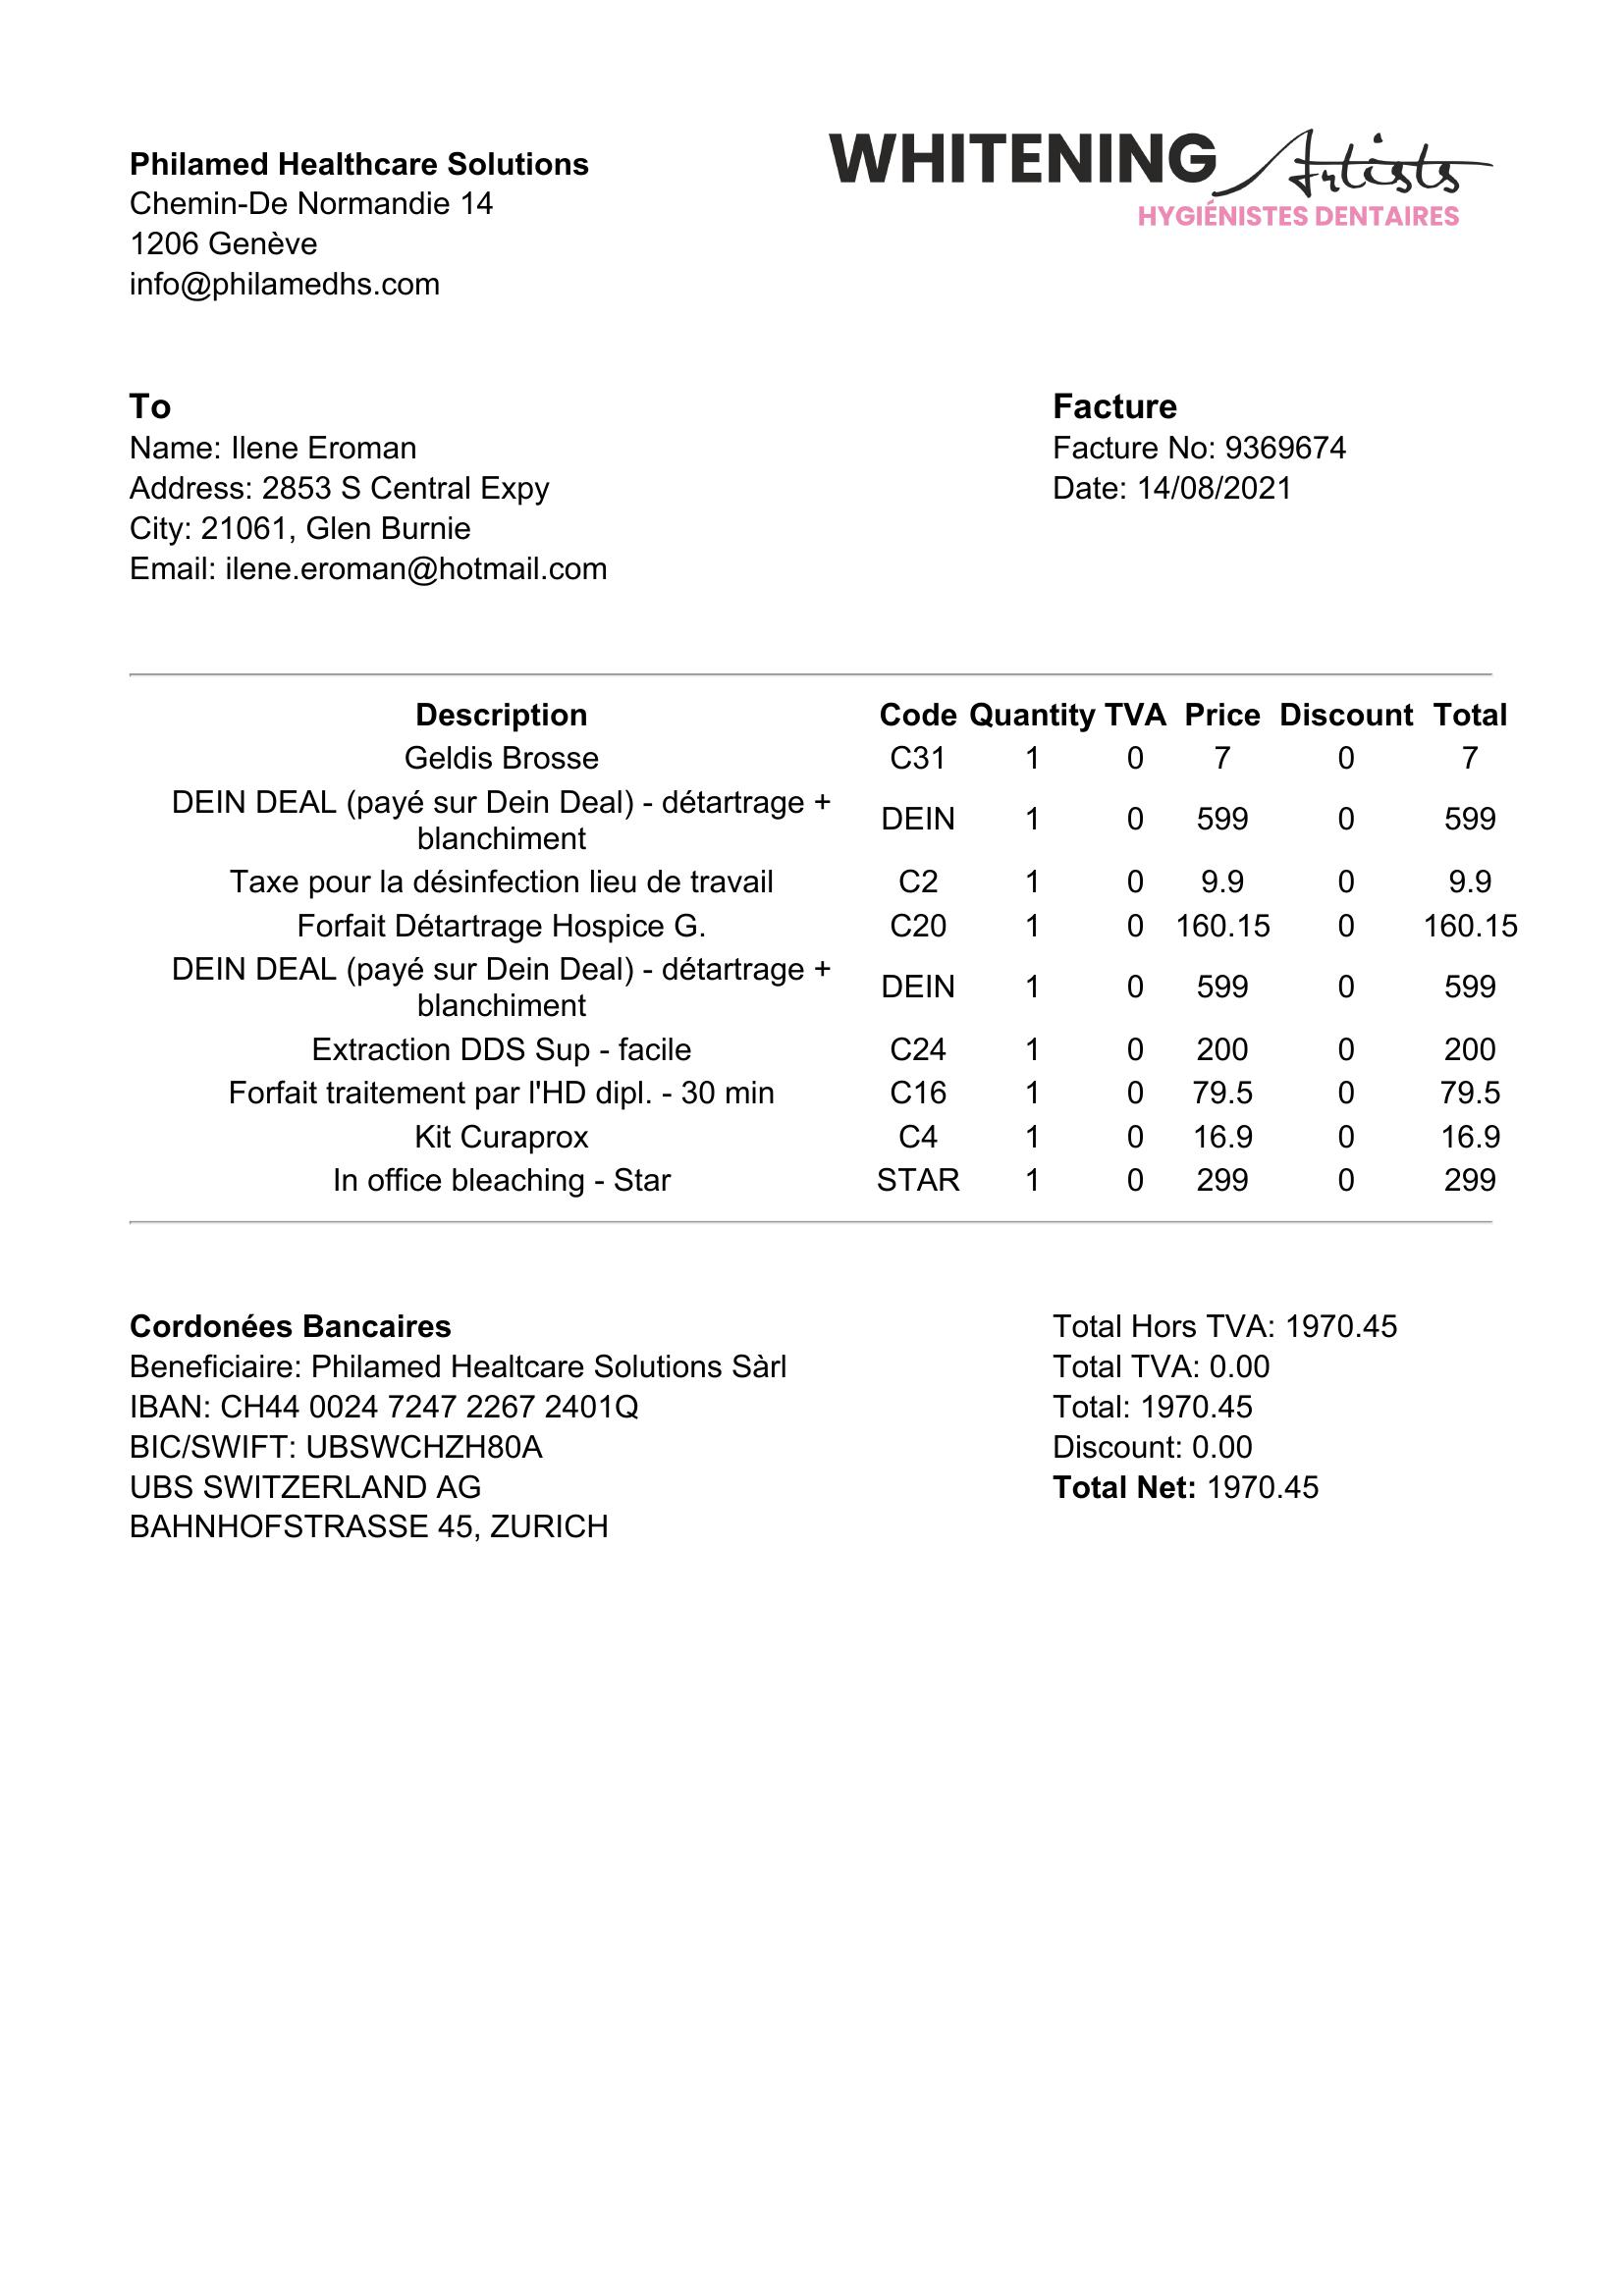 Philamed Healthcare Solutions
Chemin-De Normandie 14
1206 Genève
info@philamedhs.com
WHITENING Artists
HYGIÉNISTES DENTAIRES
To
Name: Ilene Eroman
Address: 2853 S Central Expy
City: 21061, Glen Burnie
Email: ilene.eroman@hotmail.com
Facture
Facture No: 9369674
Date: 14/08/2021
Description Code Quantity TVA Price Discount Total
Geldis Brosse C31 1 0 7 0 7
DEIN DEAL (payé sur Dein Deal) - détartrage +
blanchiment DEIN 1 0 599 0 599
Taxe pour la désinfection lieu de travail C2 1 0 9.9 0 9.9
Forfait Détartrage Hospice G. C20 1 0 160.15 0 160.15
DEIN DEAL (payé sur Dein Deal) - détartrage +
blanchiment DEIN 1 0 599 0 599
Extraction DDS Sup - facile C24 1 0 200 0 200
Forfait traitement par l'HD dipl. - 30 min C16 1 0 79.5 0 79.5
Kit Curaprox C4 1 0 16.9 0 16.9
In office bleaching - Star STAR 1 0 299 0 299
Cordonées Bancaires
Beneficiaire: Philamed Healtcare Solutions Sàrl
IBAN: CH44 0024 7247 2267 2401Q
BIC/SWIFT: UBSWCHZH80A
UBS SWITZERLAND AG
BAHNHOFSTRASSE 45, ZURICH
Total Hors TVA: 1970.45
Total TVA: 0.00
Total: 1970.45
Discount: 0.00
Total Net: 1970.45